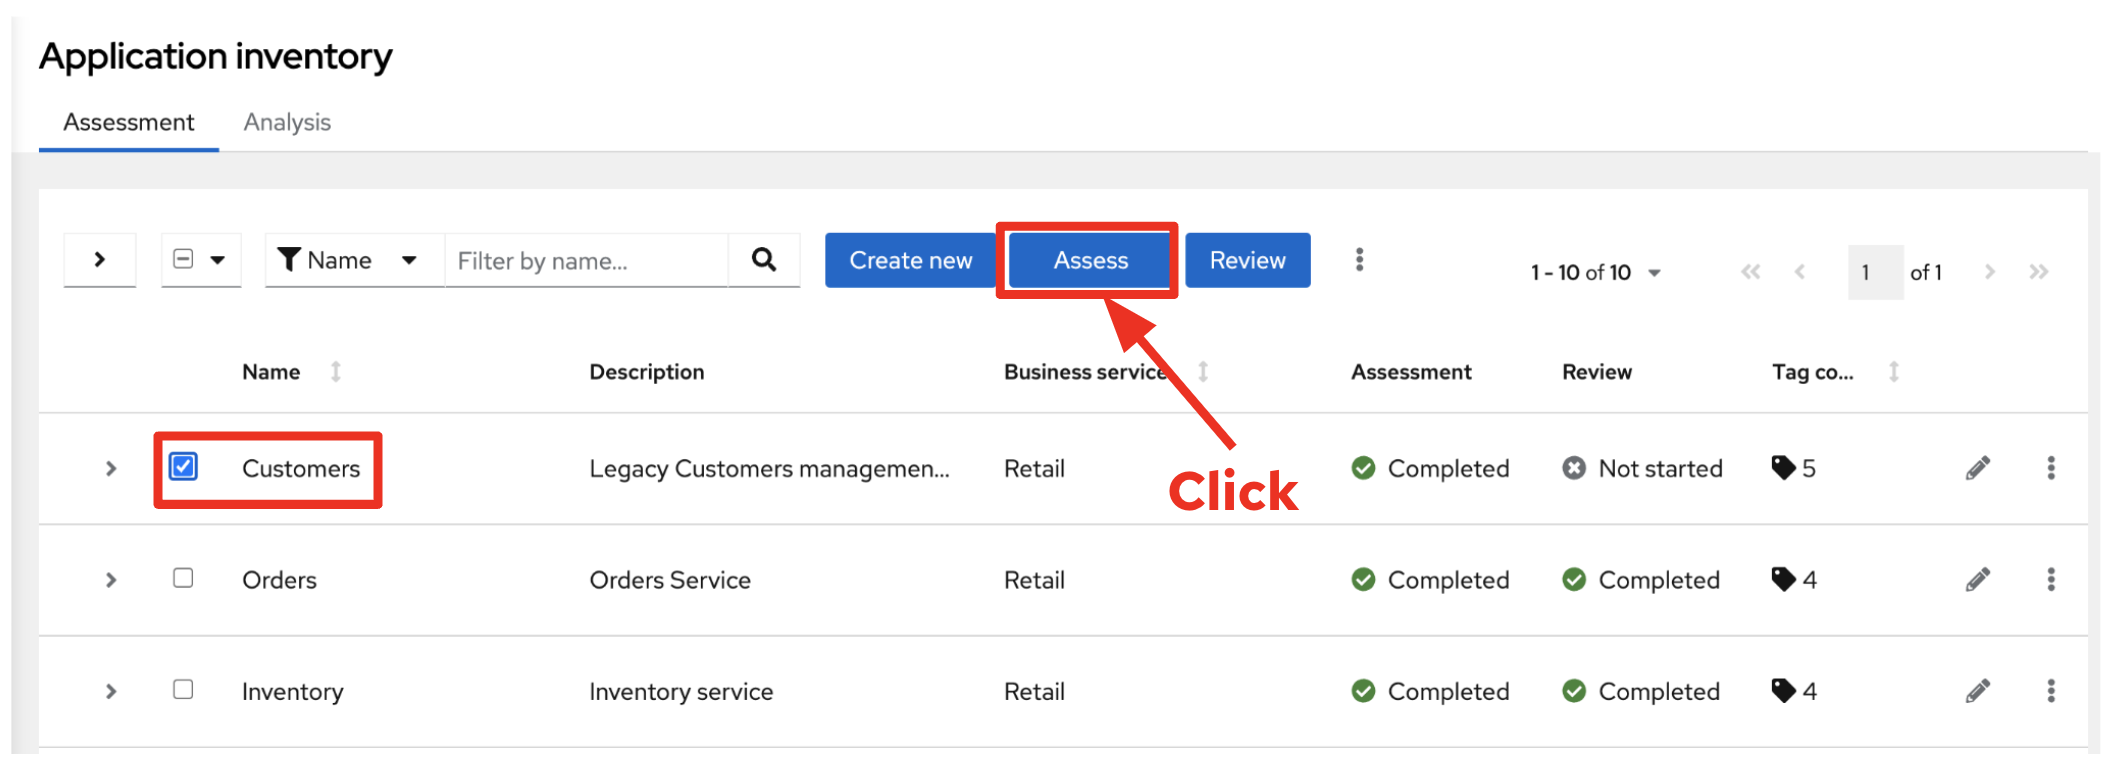 Application inventory
Assessment Analysis
Name Filter by name... Create new Assess Review 1 - 10 of 10 1 of 1
Name Description Business service Assessment Review Tag co...
Customers Legacy Customers managemen... Retail Completed Not started 5
Click
Orders Orders Service Retail Completed Completed 4
Inventory Inventory service Retail Completed Completed 4